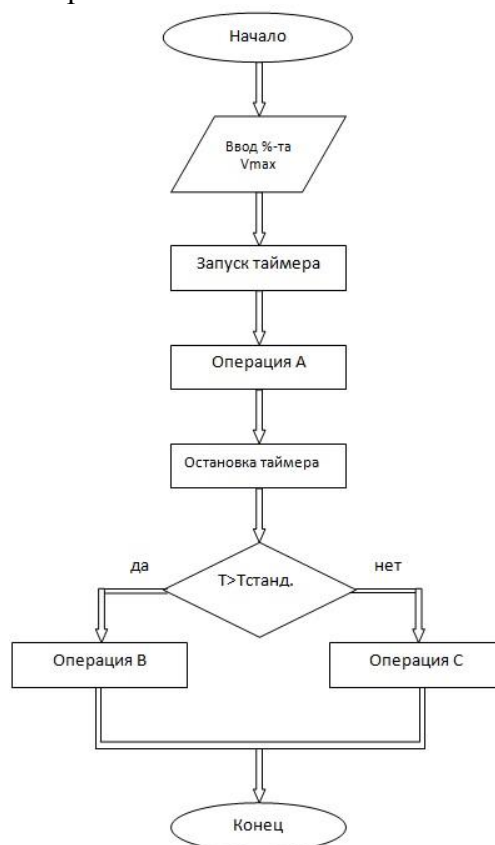 Начало
Ввод %-та
Vmax
Запуск таймера
Операция А
Остановка таймера
да
T>Tстанд.
нет
Операция В
Операция С
Конец